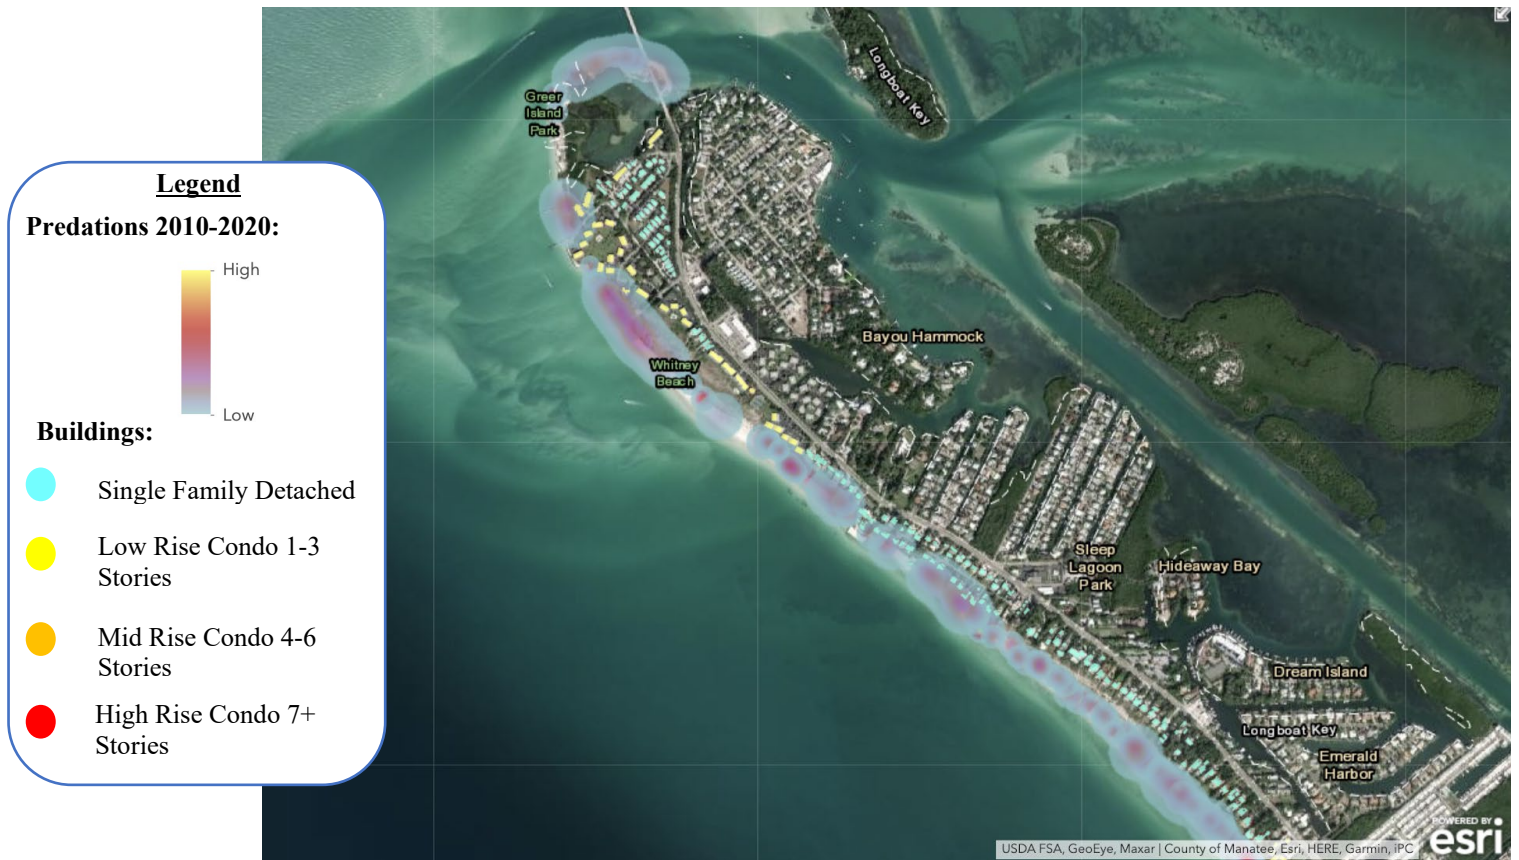 Legend
Predations 2010-2020:
High
Low
Buildings:
Single Family Detached
Low Rise Condo 1-3
Stories
Mid Rise Condo 4-6
Stories
High Rise Condo 7+
Stories
Longboat Key
Greer
Island
Park
Bayou Hammock
Whitney
Beach
Sleep
Lagoon
Park
Hideaway Bay
Dream Island
Longboat Key
Emerald
Harbor
POWERED BY
esri
USDA FSA, GeoEye, Maxar | County of Manatee, Esri, HERE, Garmin, iPC